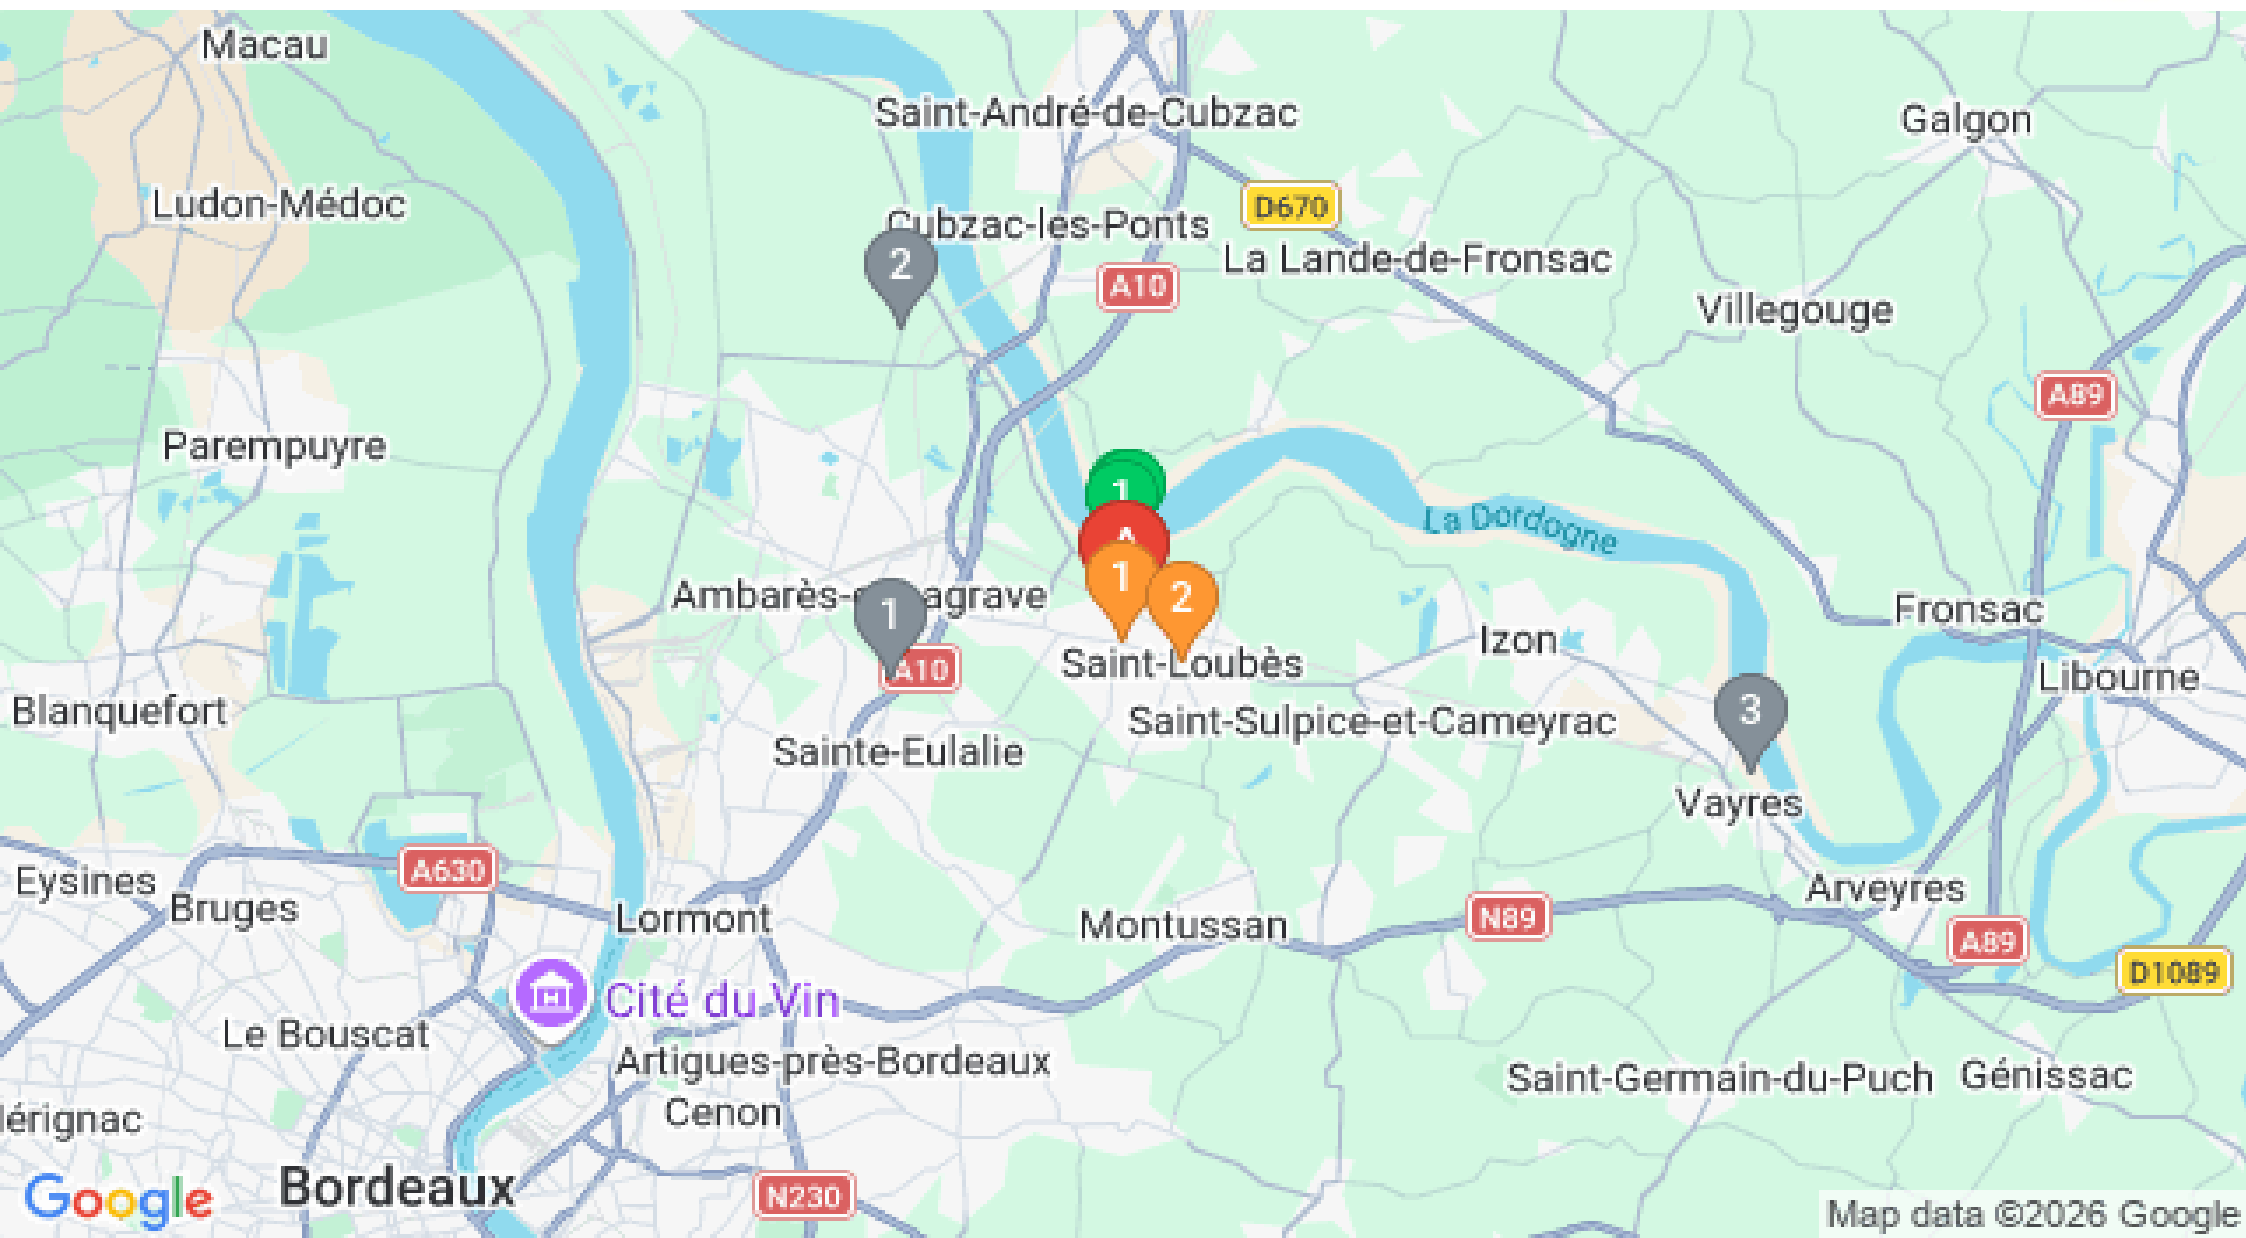 Macau
Saint-André-de-Cubzac
Galgon
Ludon-Médoc
D670
Cubzac-les-Ponts
La Lande-de-Fronsac
2
A10
Villegouge
A89
Parempuyre
1
La Dordogne
A
1
2
Ambarès-
agrave
1
Fronsac
Izon
Saint-Loubès
A10
Libourne
Blanquefort
3
Saint-Sulpice-et-Cameyrac
Sainte-Eulalie
Vayres
A630
Eysines
Arveyres
Bruges
Lormont
N89
Montussan
A89
D1089
Cité du Vin
Le Bouscat
Artigues-près-Bordeaux
Saint-Germain-du-Puch
Génissac
Cenon
érignac
Bordeaux
N230
Google
Map data ©2026 Google